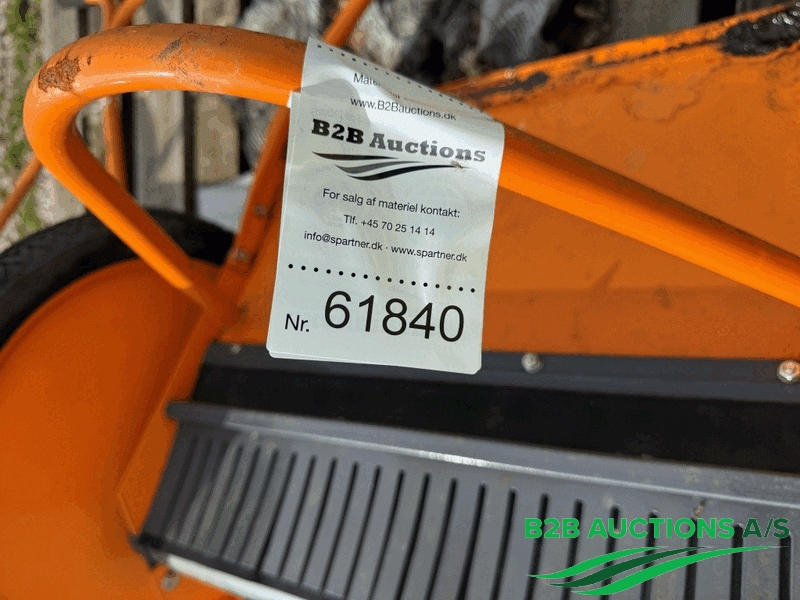 www.B2Bauctions.dk
B2B Auctions
For salg af materiel kontakt:
Tlf. +45 70 25 14 14
info@spartner.dk · www.spartner.dk
Nr. 61840
B2B AUCTIONS A/S